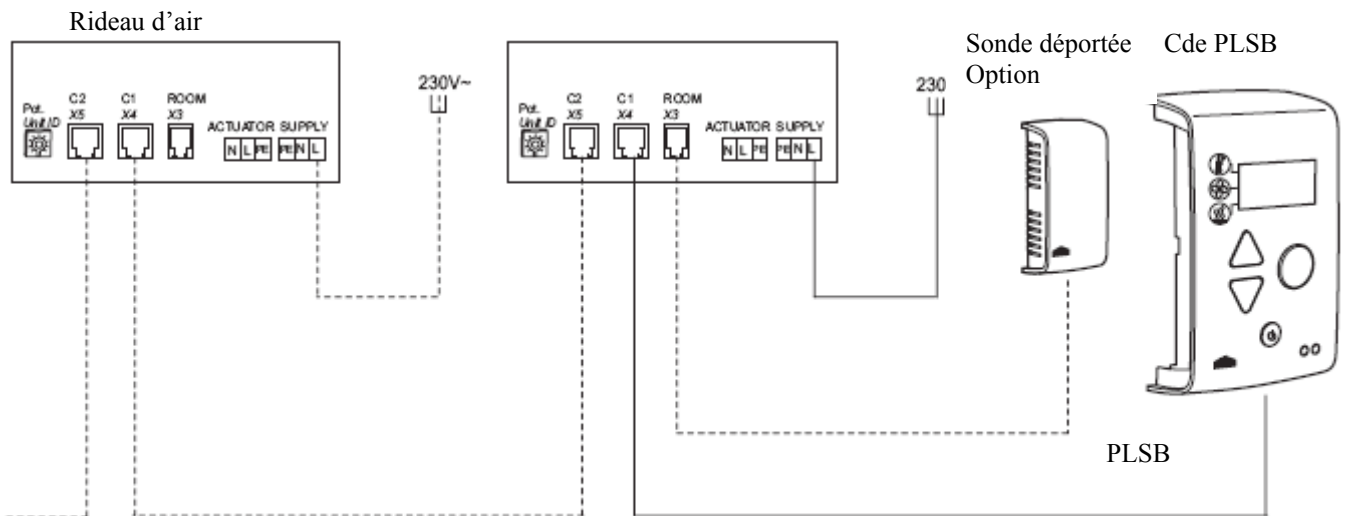 Rideau d'air
230V~
Pot.
Unit ID
C2
X5
C1
X4
ROOM
X3
ACTUATOR SUPPLY
N L PE PE N L
230
Pot.
Unit ID
C2
X5
C1
X4
ROOM
X3
ACTUATOR SUPPLY
N L PE PE N L
Sonde déportée
Option
Cde PLSB
PLSB